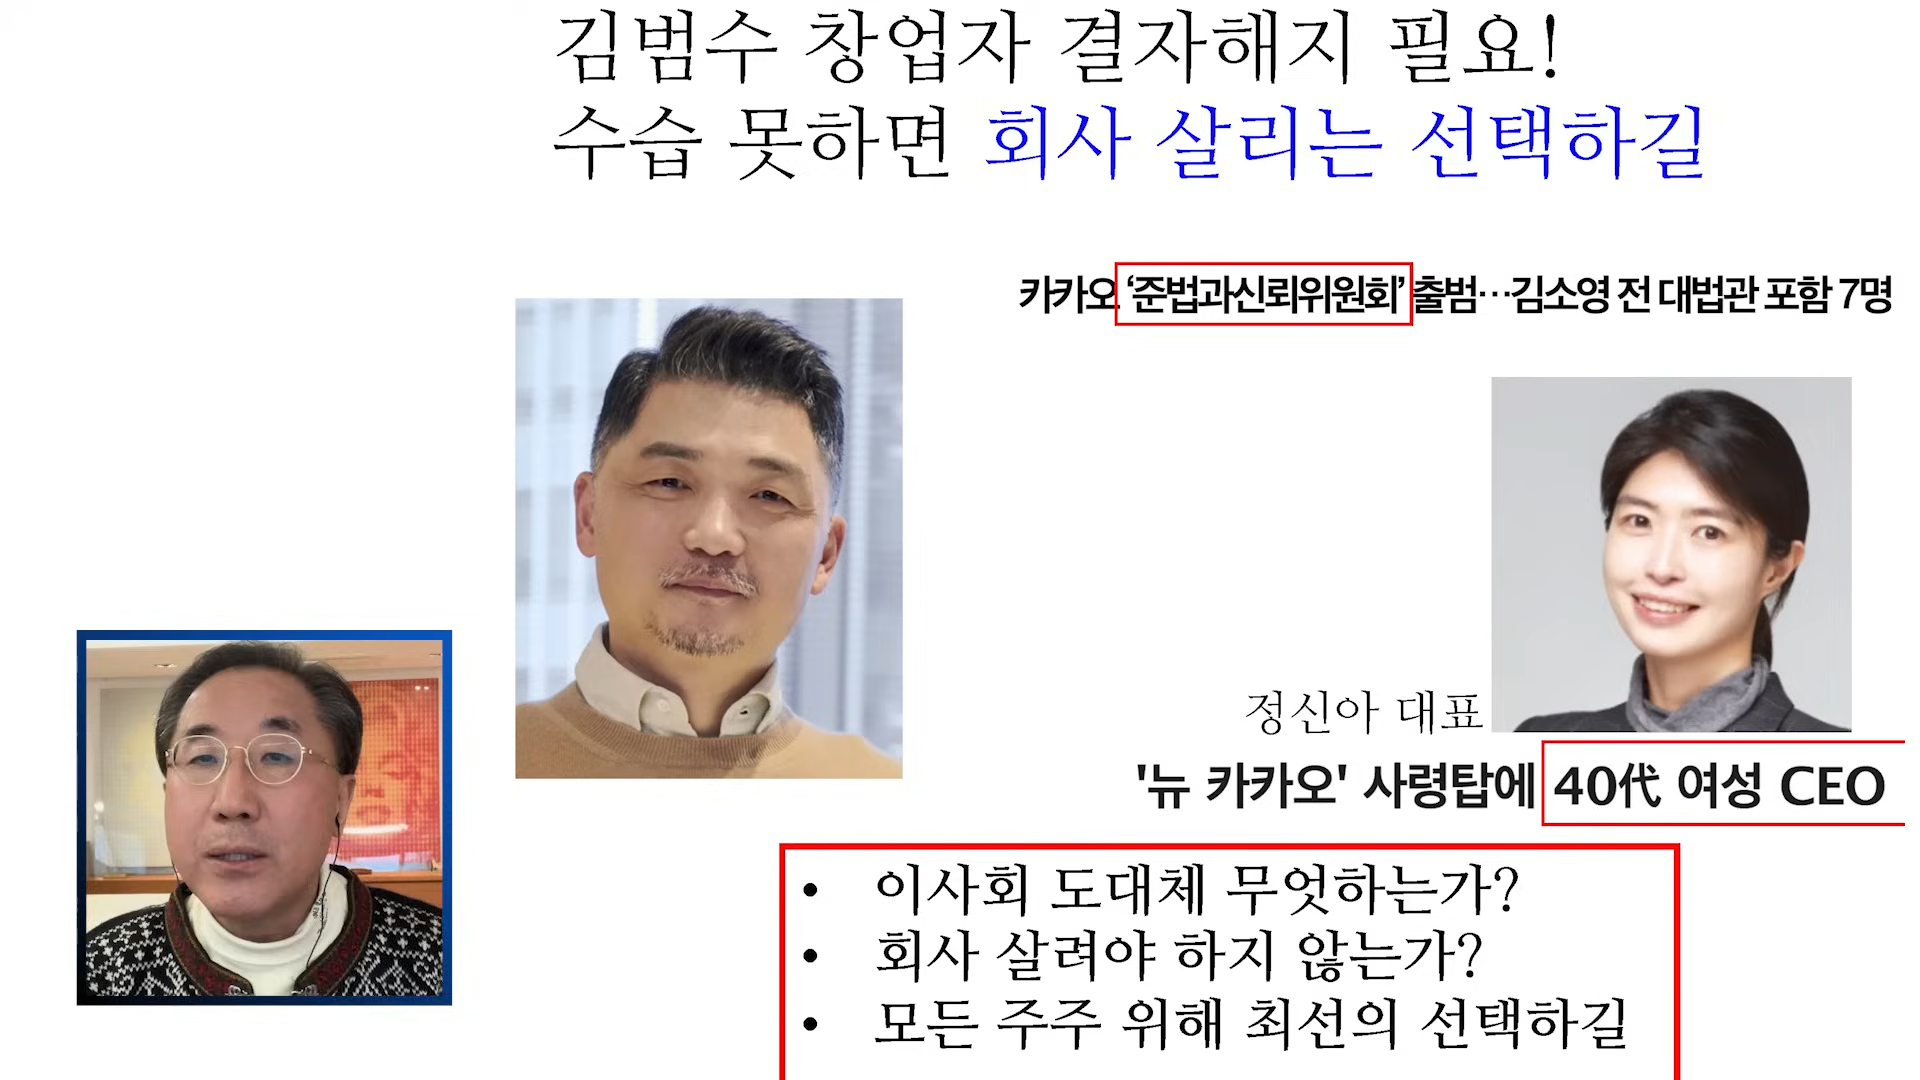 김범수 창업자 결자해지 필요!
수습 못하면 회사 살리는 선택하길
카카오 ‘준법과신뢰위원회’ 출범…김소영 전 대법관 포함 7명
정신아 대표
'뉴 카카오' 사령탑에 40代 여성 CEO
• 이사회 도대체 무엇하는가?
• 회사 살려야 하지 않는가?
• 모든 주주 위해 최선의 선택하길